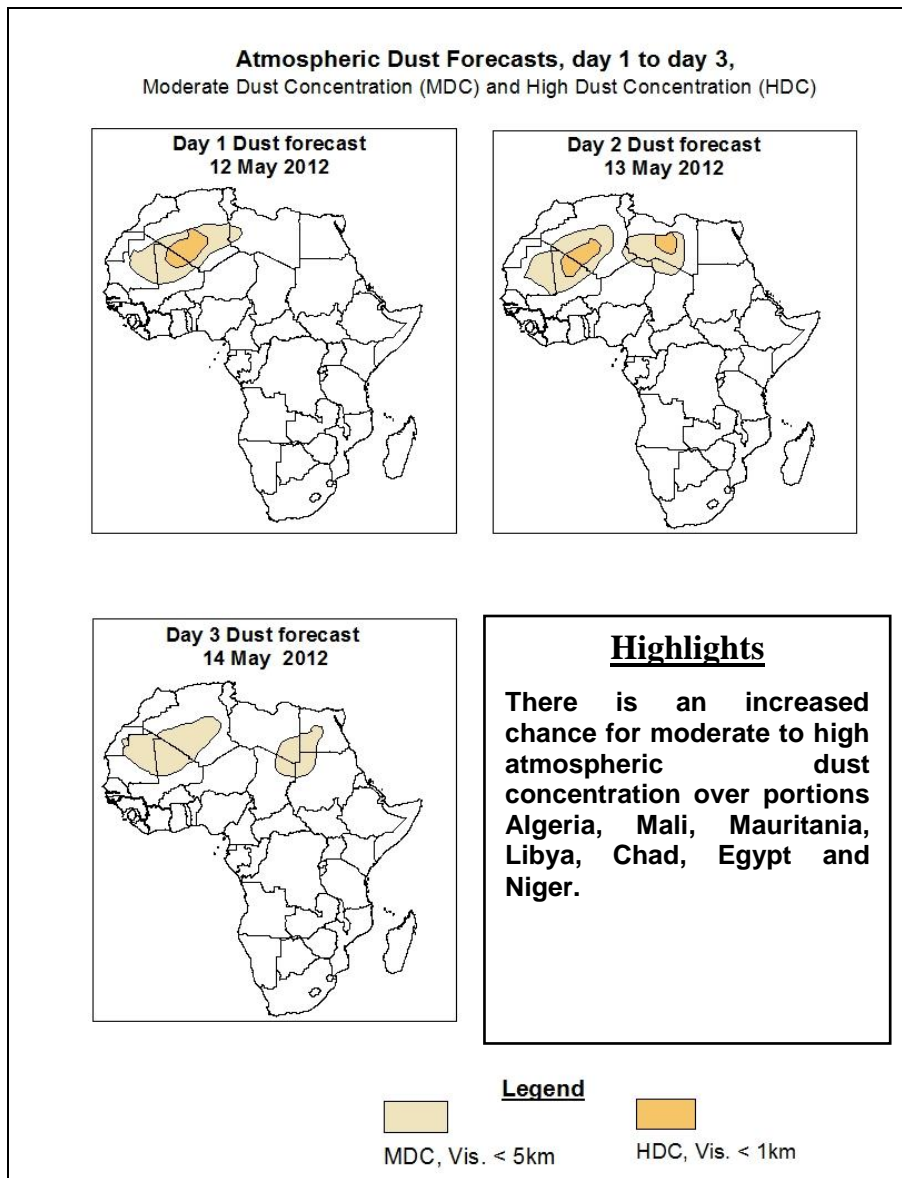 Atmospheric Dust Forecasts, day 1 to day 3,
Moderate Dust Concentration (MDC) and High Dust Concentration (HDC)
Day 1 Dust forecast
12 May 2012
Day 2 Dust forecast
13 May 2012
Day 3 Dust forecast
14 May 2012
Highlights
There is an increased
chance for moderate to high
atmospheric dust
concentration over portions
Algeria, Mali, Mauritania,
Libya, Chad, Egypt and
Niger.
Legend
MDC, Vis. < 5km
HDC, Vis. < 1km